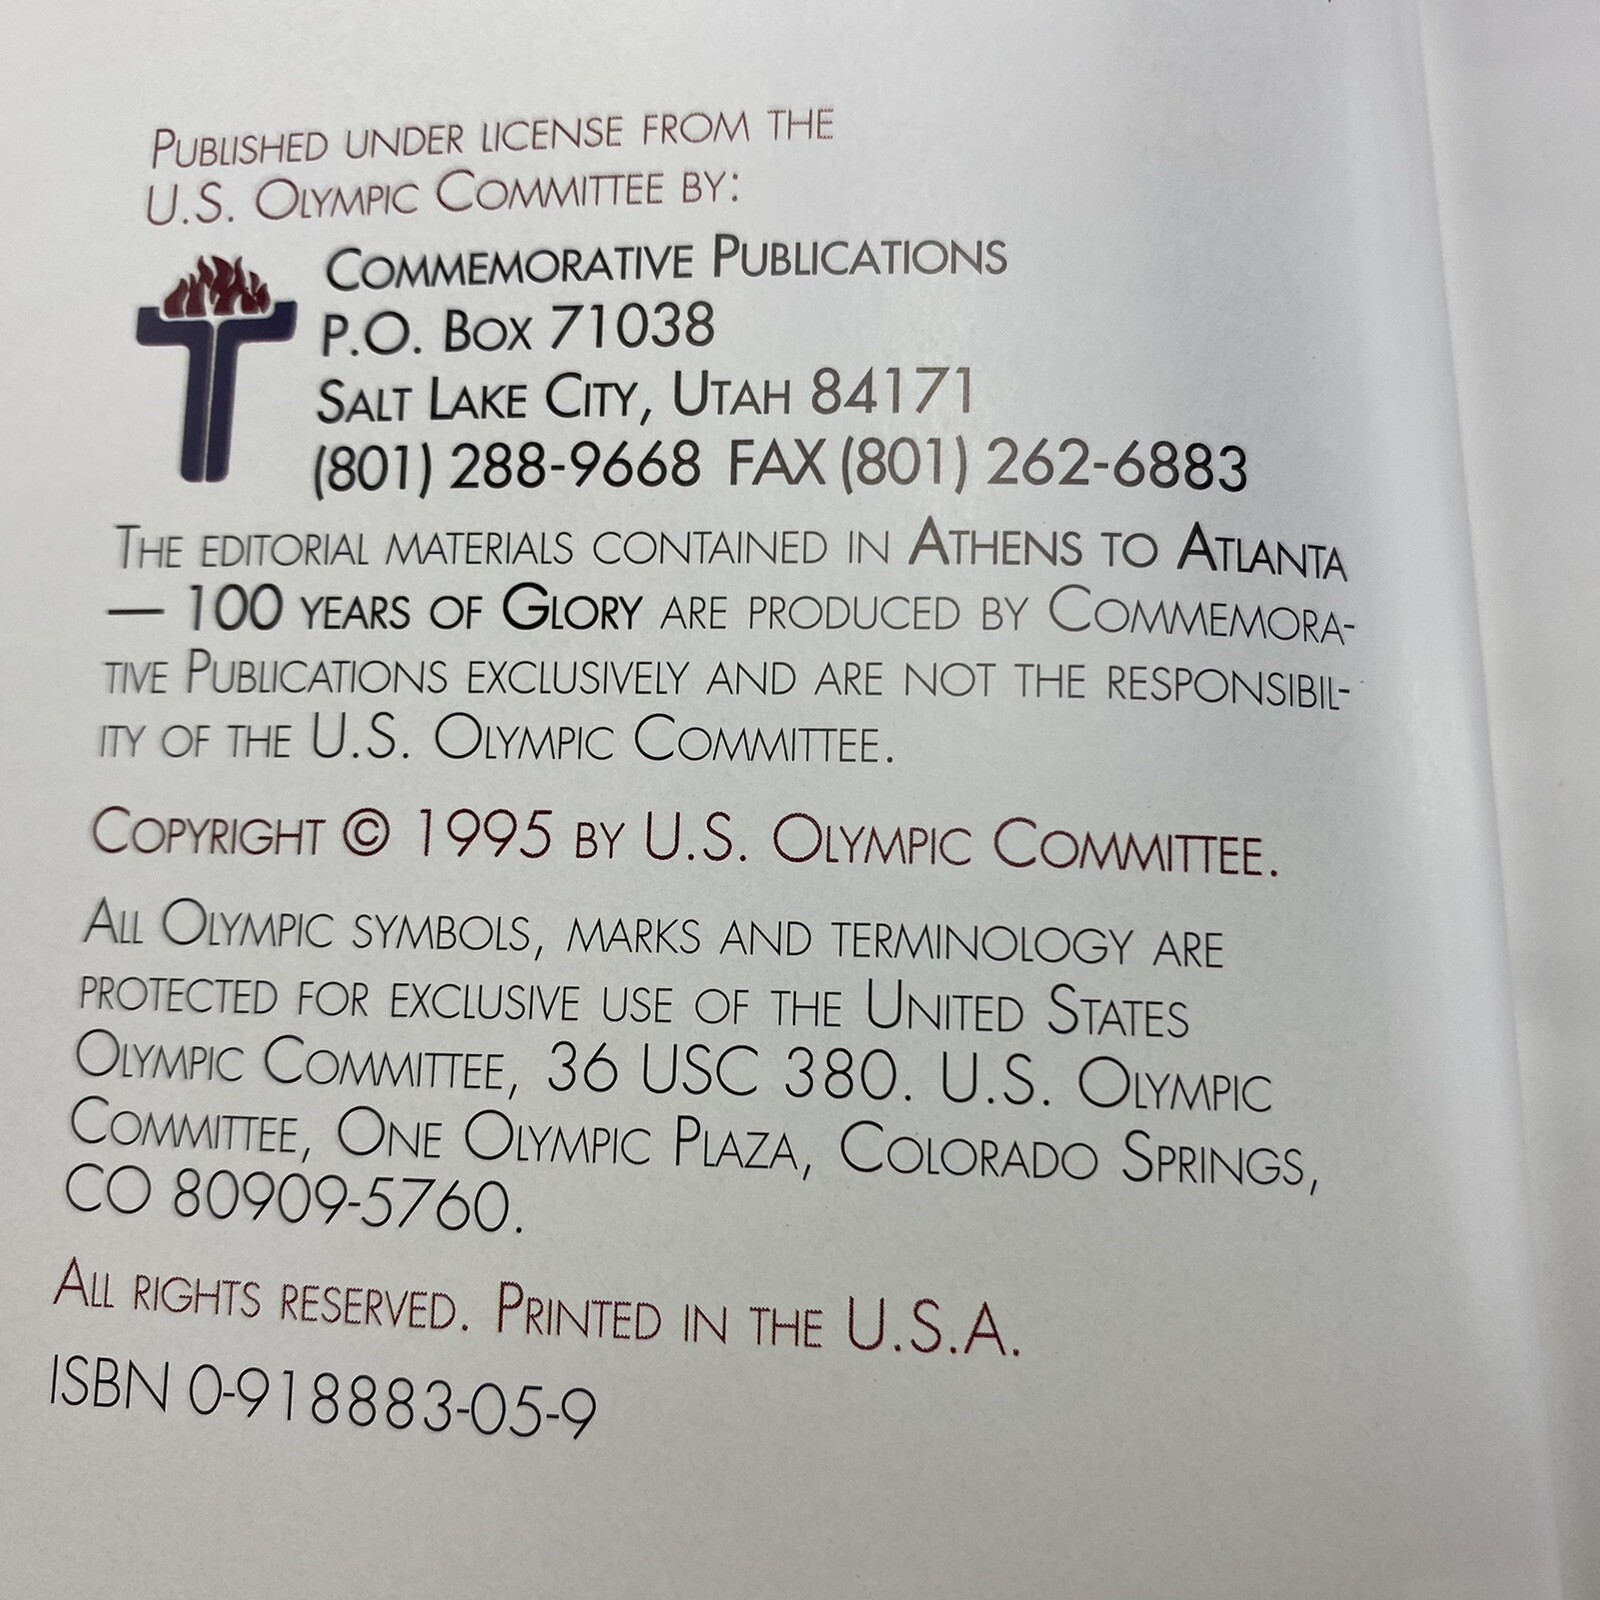 Published under license from the
U.S. Olympic Committee by:
Commemorative Publications
P.O. Box 71038
Salt Lake City, Utah 84171
(801) 288-9668 FAX (801) 262-6883
The editorial materials contained in Athens to Atlanta
— 100 years of Glory are produced by Commemora-
tive Publications exclusively and are not the responsibil-
ity of the U.S. Olympic Committee.
Copyright © 1995 by U.S. Olympic Committee.
All Olympic symbols, marks and terminology are
protected for exclusive use of the United States
Olympic Committee, 36 USC 380. U.S. Olympic
Committee, One Olympic Plaza, Colorado Springs,
CO 80909-5760.
All rights reserved. Printed in the U.S.A.
ISBN 0-918883-05-9